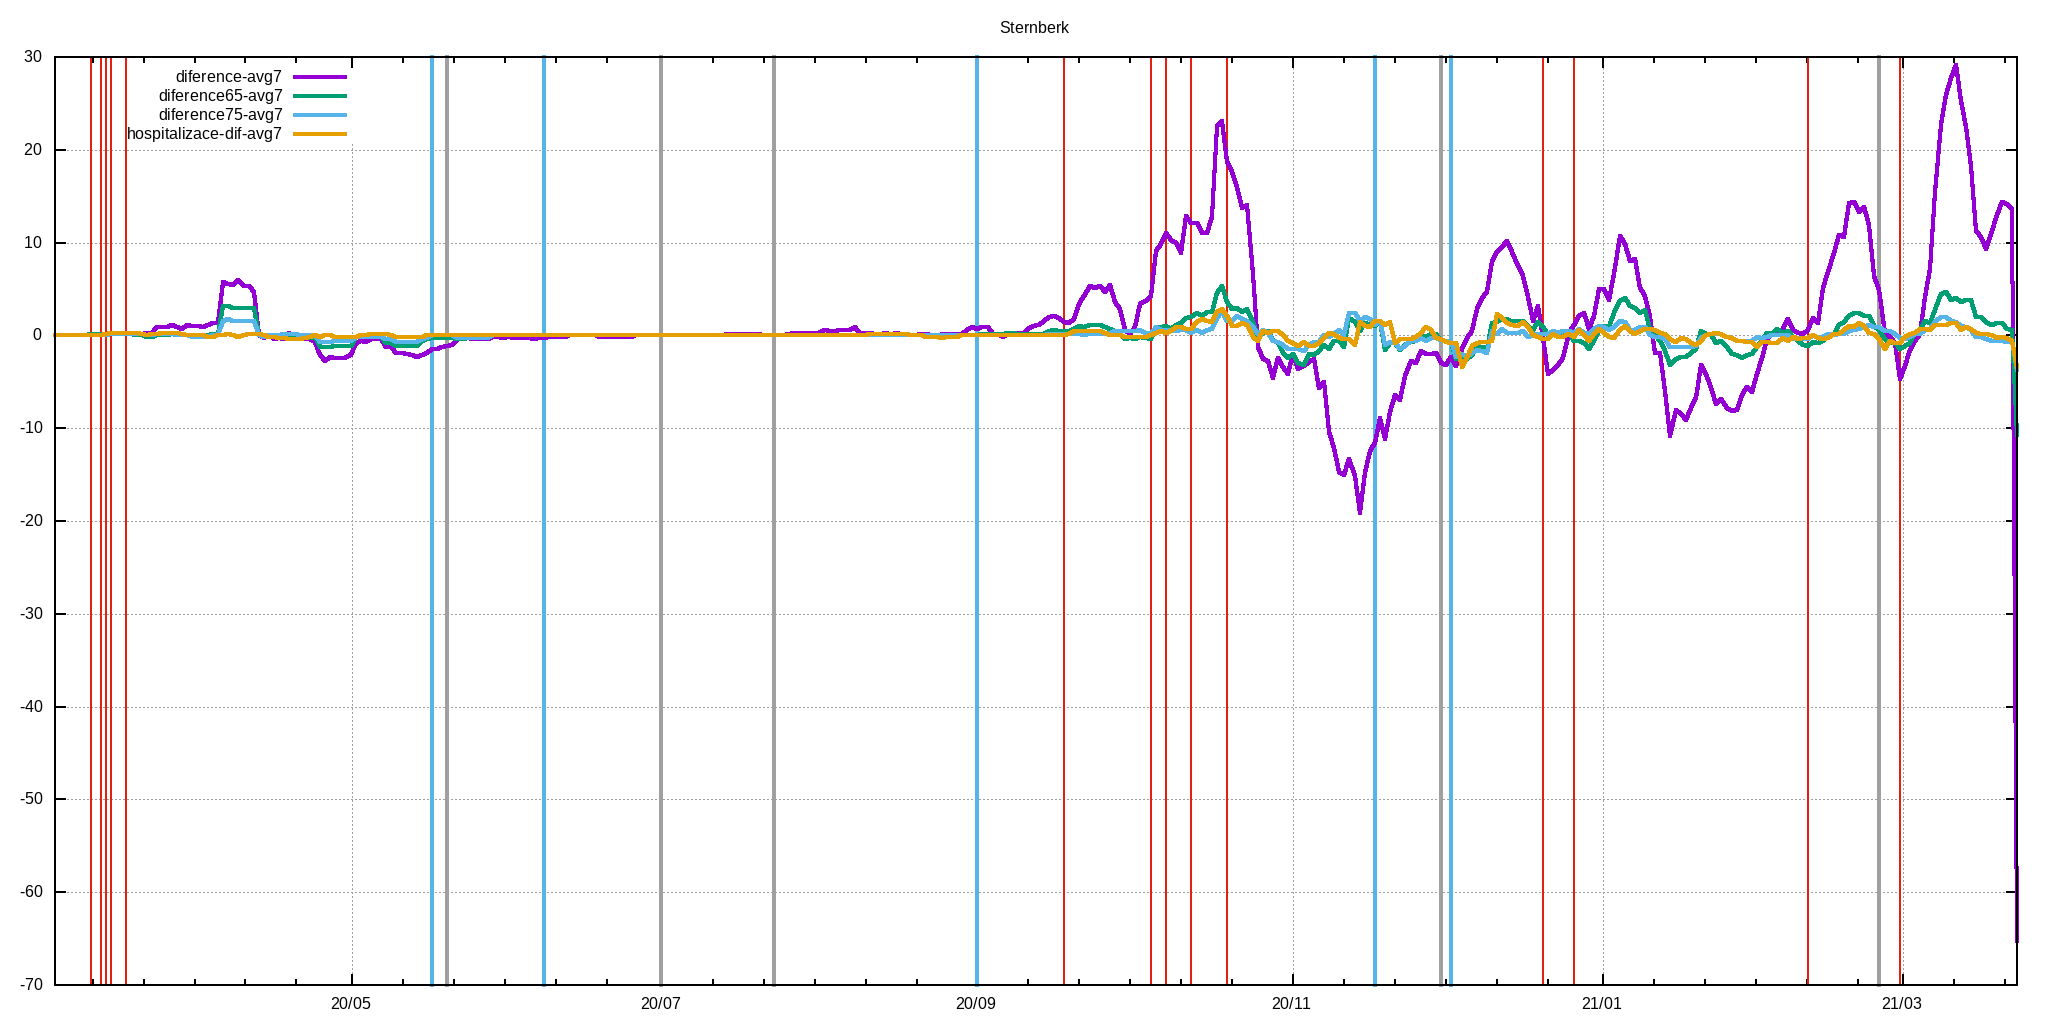 Sternberk
30
diference-avg7
diference65-avg7
diference75-avg7
hospitalizace-dif-avg7
20
10
0
-10
-20
-30
-40
-50
-60
-70
20/05 20/07 20/09 20/11 21/01 21/03